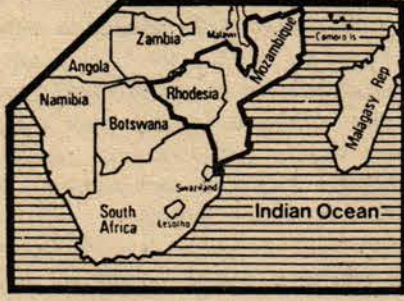 Zambia
Malawi
Mozambique
Comoro Is
Angola
Namibia
Rhodesia
Botswana
Malagasy Rep
Swaziland
South
Africa
Lesotho
Indian Ocean